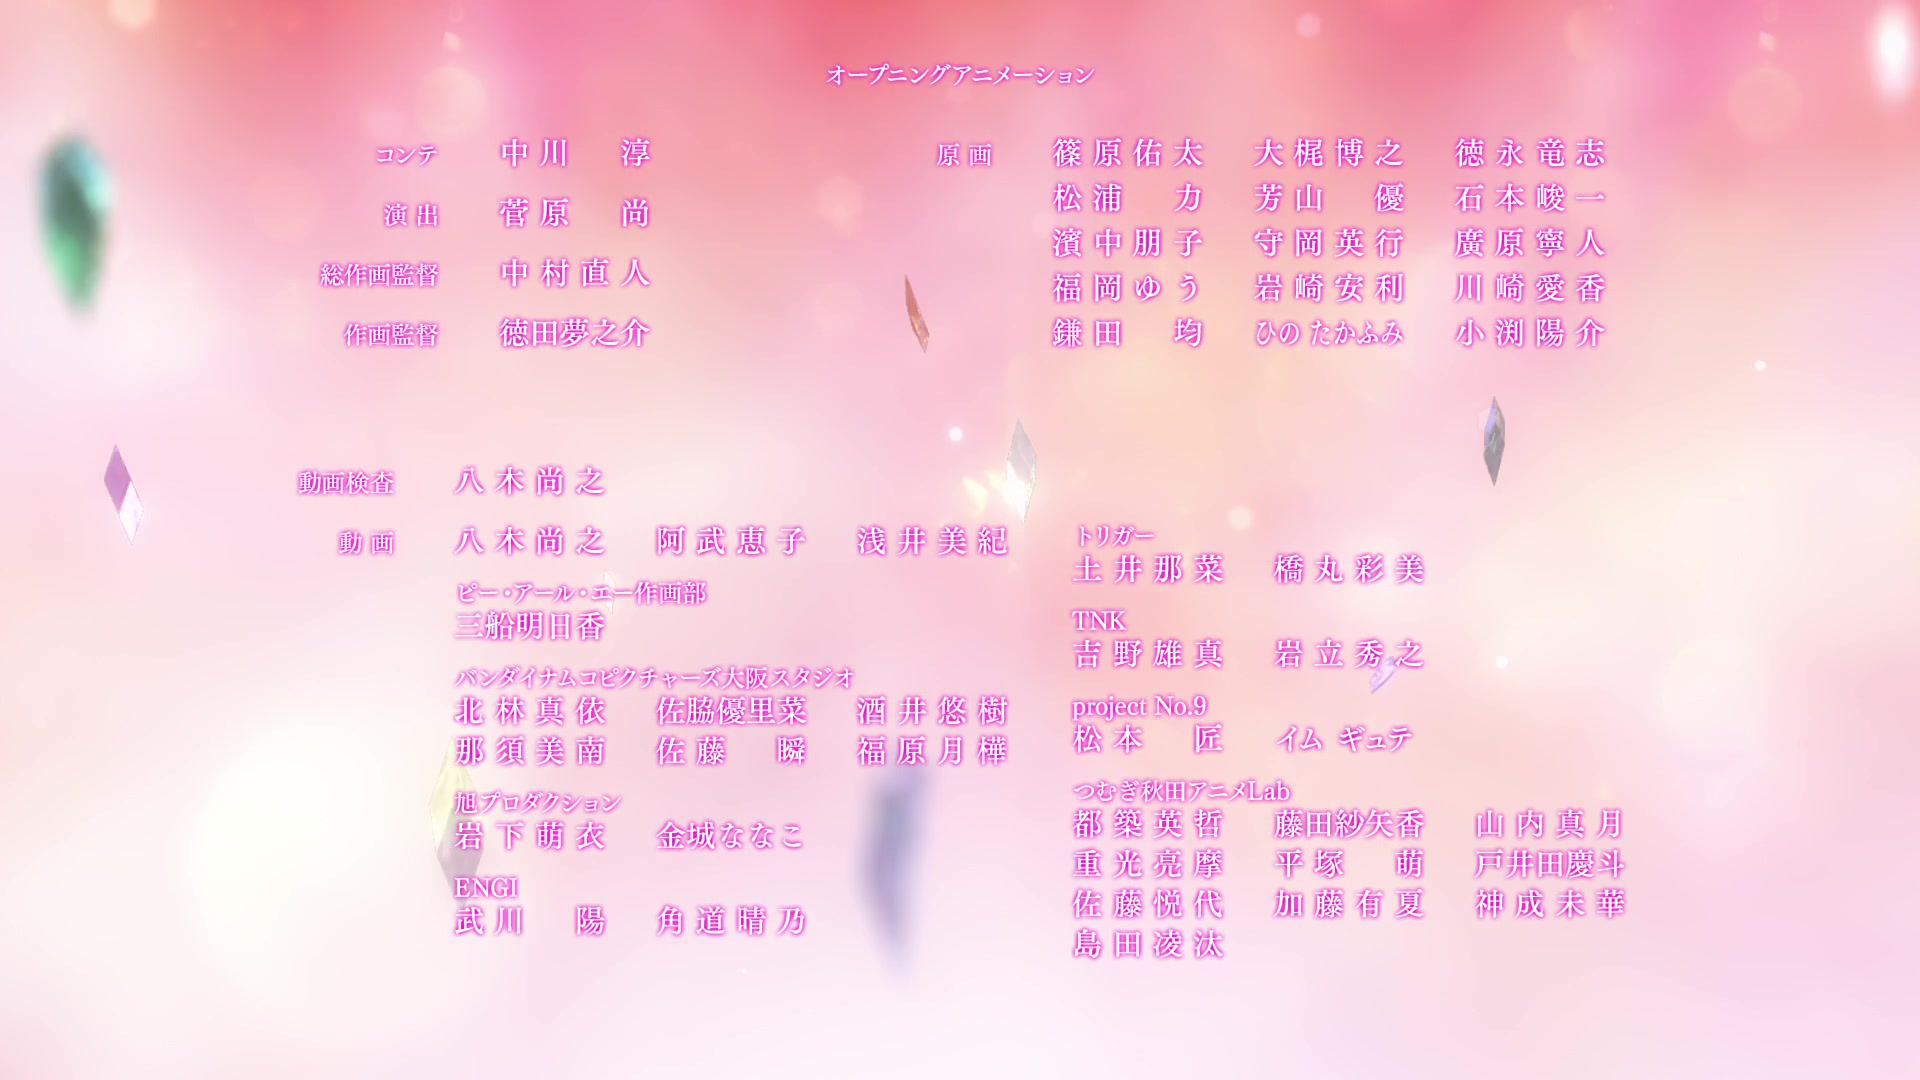 オープニングアニメーション
コンテ 中川 淳
演出 菅原 尚
総作画監督 中村直人
作画監督 徳田夢之介
原画 篠原佑太 大梶博之 徳永竜志
松浦 力 芳山 優 石本峻一
濱中朋子 守岡英行 廣原寧人
福岡ゆう 岩崎安利 川崎愛香
鎌田 均 ひの たかふみ 小渕陽介
動画検査 八木尚之
動画 八木尚之 阿武恵子 浅井美紀
ピー・アール・エー作画部
三船明日香
バンダイナムコピクチャーズ大阪スタジオ
北林真依 佐脇優里菜 酒井悠樹
那須美南 佐藤 瞬 福原月樺
旭プロダクション
岩下萌衣 金城ななこ
ENGI
武川 陽 角道晴乃
トリガー
土井那菜 橋丸彩美
TNK
吉野雄真 岩立秀之
project No.9
松本 匠 イム ギュテ
つむぎ秋田アニメLab
都築英哲 藤田紗矢香 山内真月
重光亮摩 平塚 萌 戸井田慶斗
佐藤悦代 加藤有夏 神成未華
島田凌汰